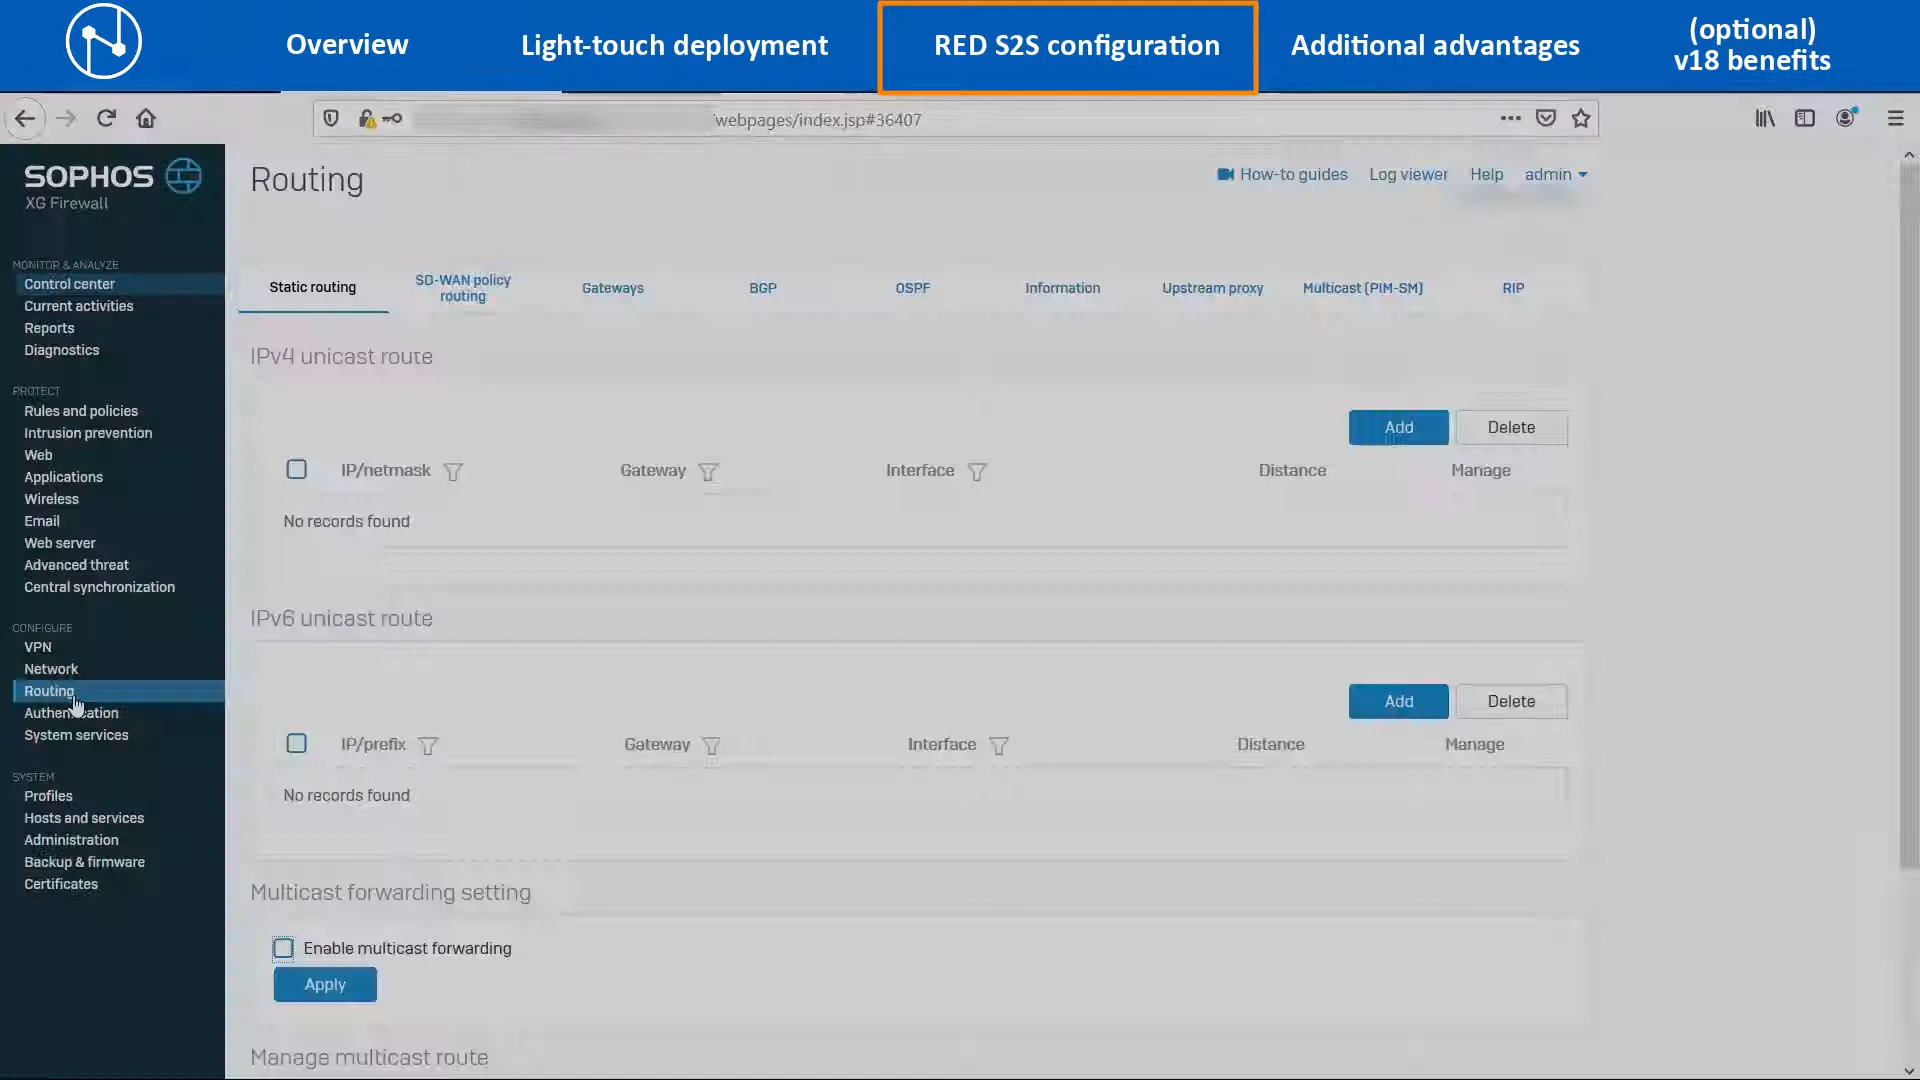 Overview
Light-touch deployment
RED S2S configuration
Additional advantages
(optional)
v18 benefits
webpages/index.jsp#36407
SOPHOS
XG Firewall
Routing
How-to guides
Log viewer
Help
admin
MONITOR & ANALYZE
Control center
Current activities
Reports
Diagnostics
PROTECT
Rules and policies
Intrusion prevention
Web
Applications
Wireless
Email
Web server
Advanced threat
Central synchronization
CONFIGURE
VPN
Network
Routing
Authentication
System services
SYSTEM
Profiles
Hosts and services
Administration
Backup & firmware
Certificates
Static routing
SD-WAN policy
routing
Gateways
BGP
OSPF
Information
Upstream proxy
Multicast (PIM-SM)
RIP
IPv4 unicast route
Add
Delete
IP/netmask
Gateway
Interface
Distance
Manage
No records found
IPv6 unicast route
Add
Delete
IP/prefix
Gateway
Interface
Distance
Manage
No records found
Multicast forwarding setting
Enable multicast forwarding
Apply
Manage multicast route